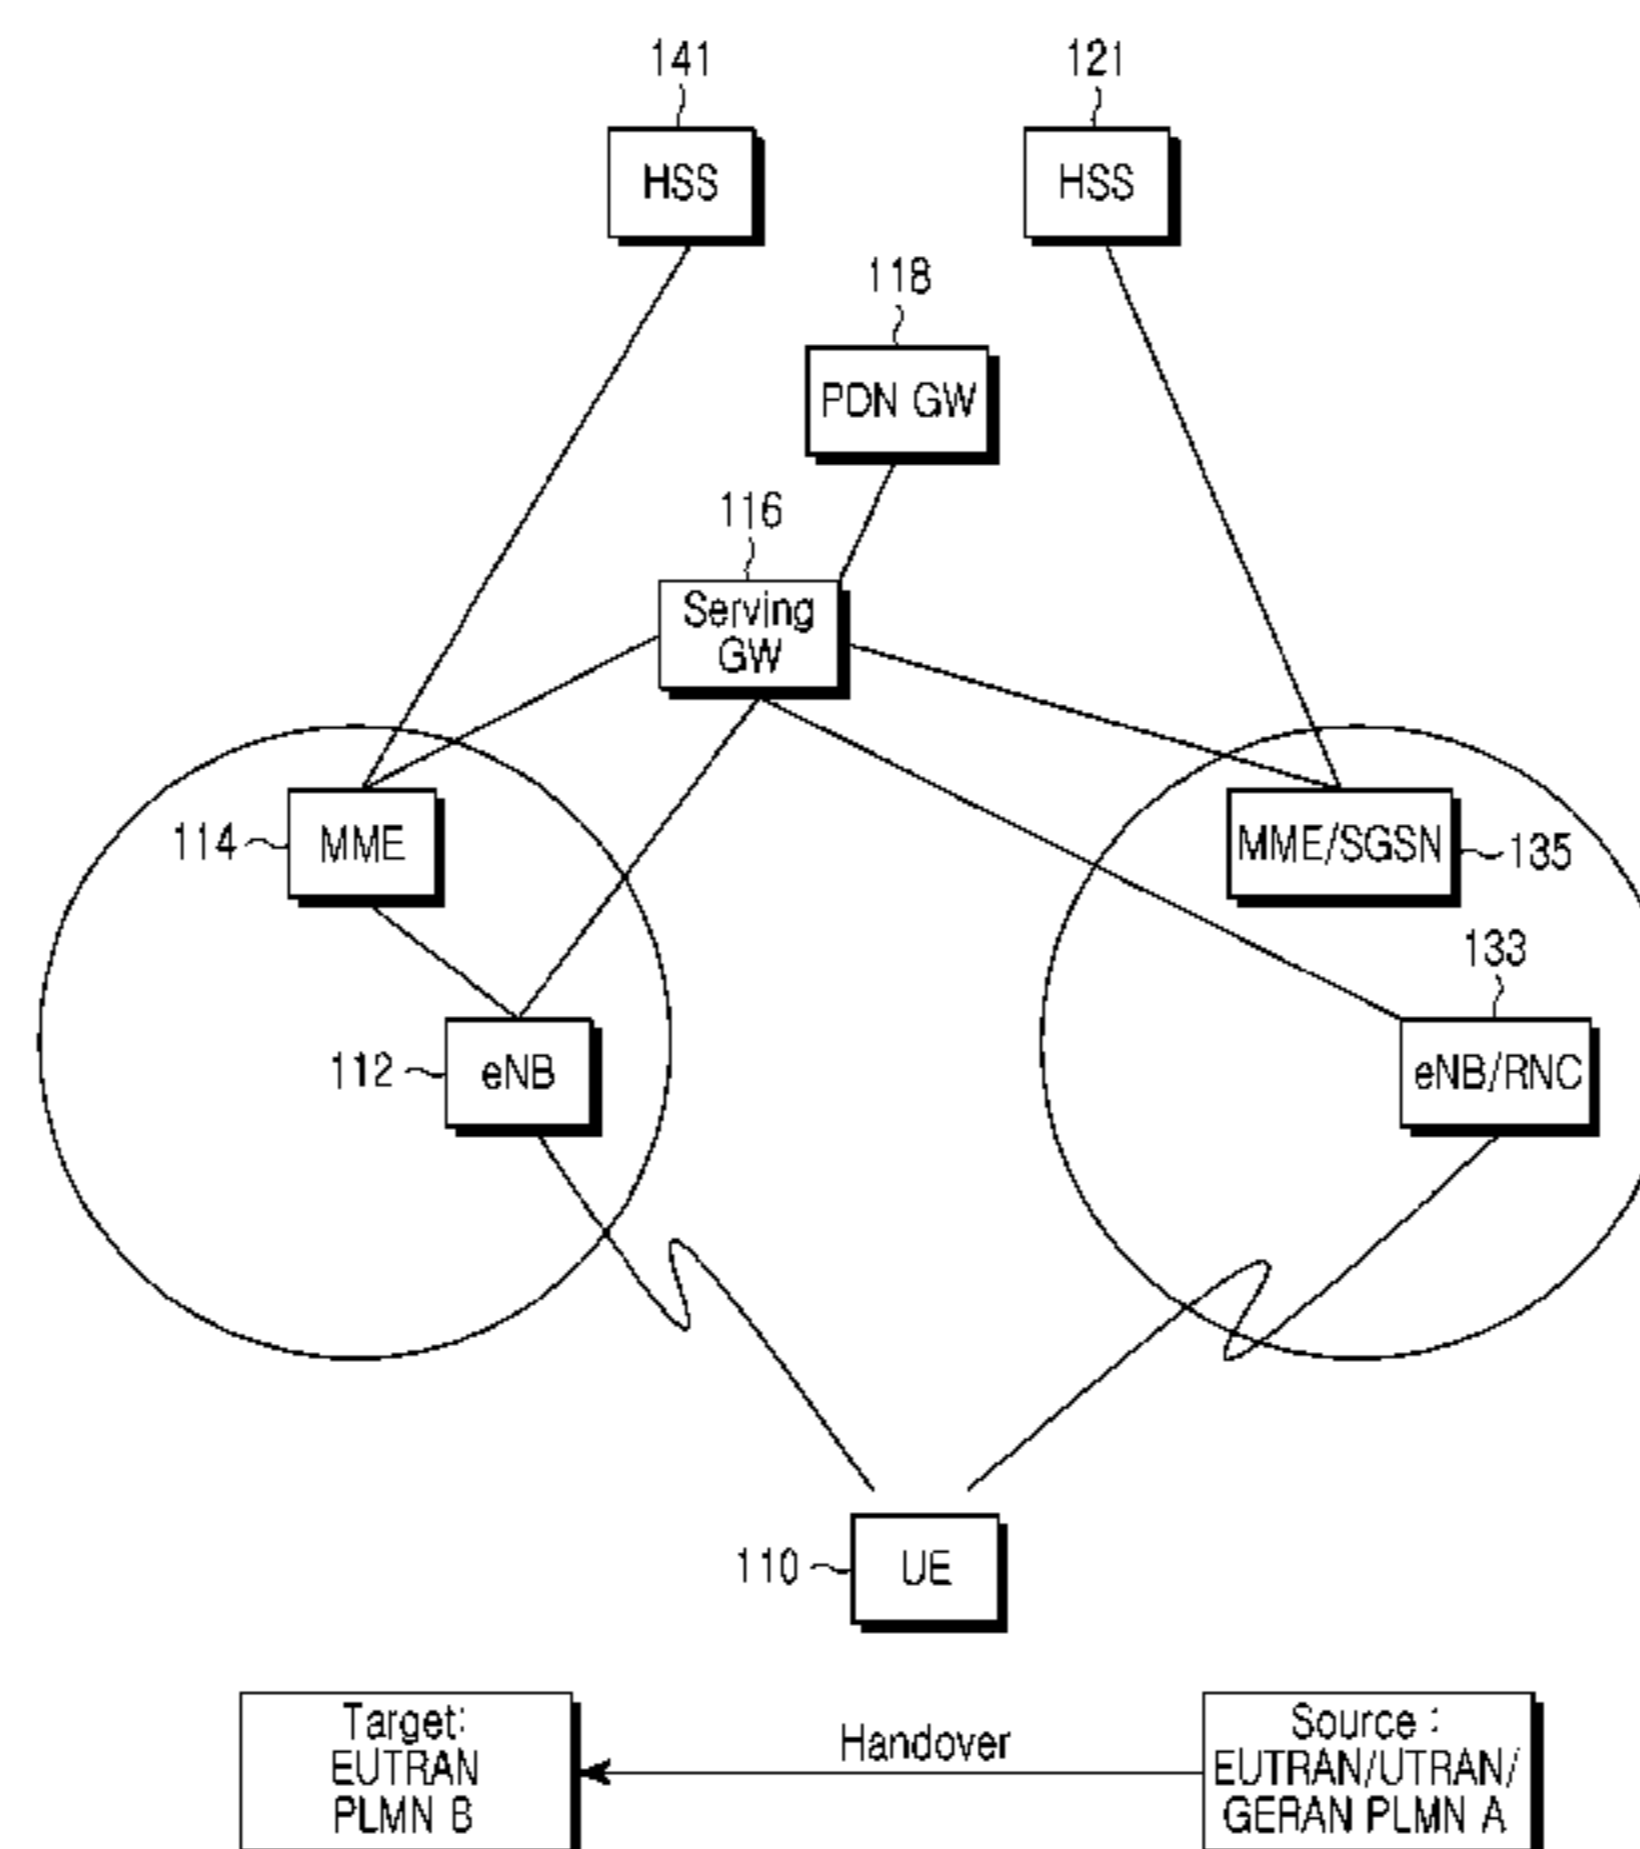 141
121
HSS
HSS
118
PDN GW
116
Serving
GW
114
MME
MME/SGSN
135
133
112
eNB
eNB/RNC
110
UE
Target:
EUTRAN
PLMN B
Handover
Source :
EUTRAN/UTRAN/
GERAN PLMN A